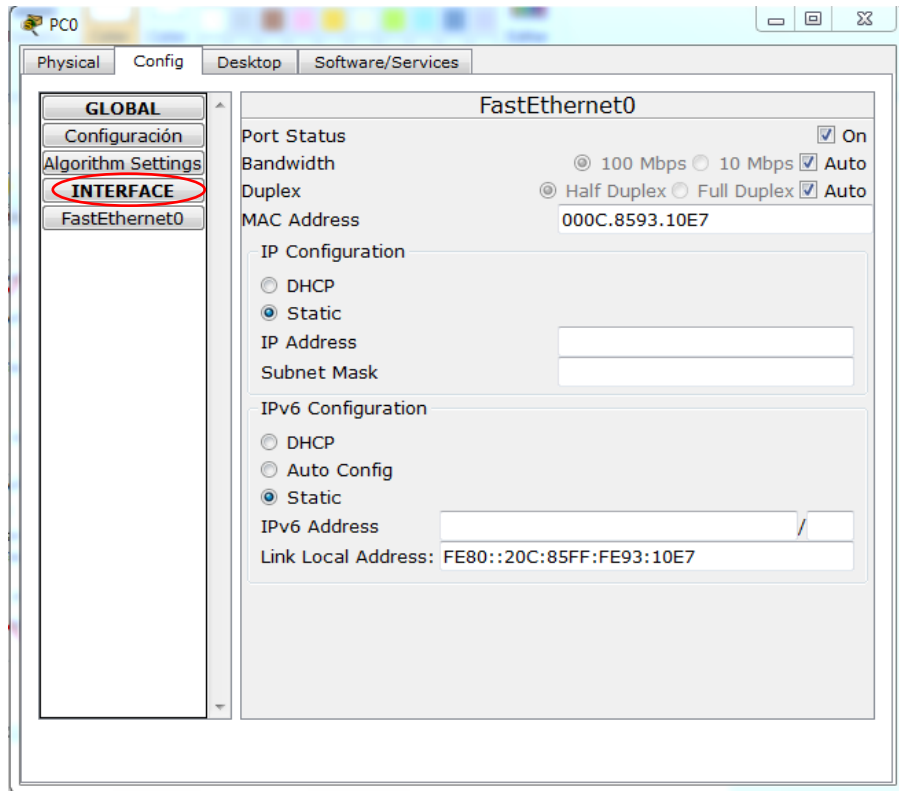 PC0
Physical Config Desktop Software/Services
GLOBAL
Configuración
Algorithm Settings
INTERFACE
FastEthernet0
FastEthernet0
Port Status On
Bandwidth 100 Mbps 10 Mbps Auto
Duplex Half Duplex Full Duplex Auto
MAC Address 000C.8593.10E7
IP Configuration
DHCP
Static
IP Address
Subnet Mask
IPv6 Configuration
DHCP
Auto Config
Static
IPv6 Address /
Link Local Address: FE80::20C:85FF:FE93:10E7